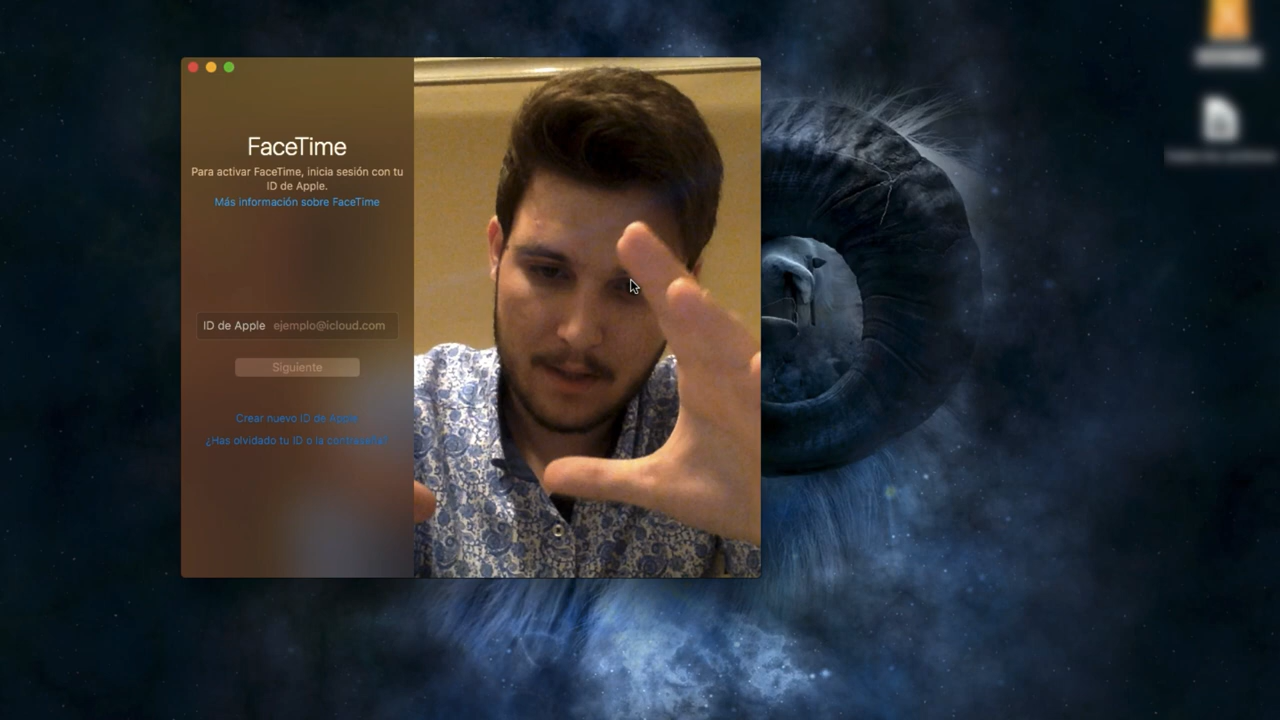 FaceTime
Para activar FaceTime, inicia sesión con tu
ID de Apple.
Más información sobre FaceTime
ID de Apple ejemplo@icloud.com
Siguiente
Crear nuevo ID de Apple
¿Has olvidado tu ID o la contraseña?